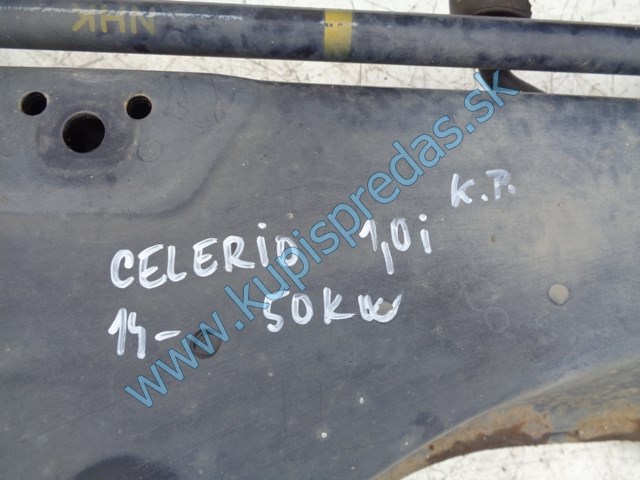 NHK
CELERIO 1,0i K.P.
14- 50KW
www.kupispredas.sk